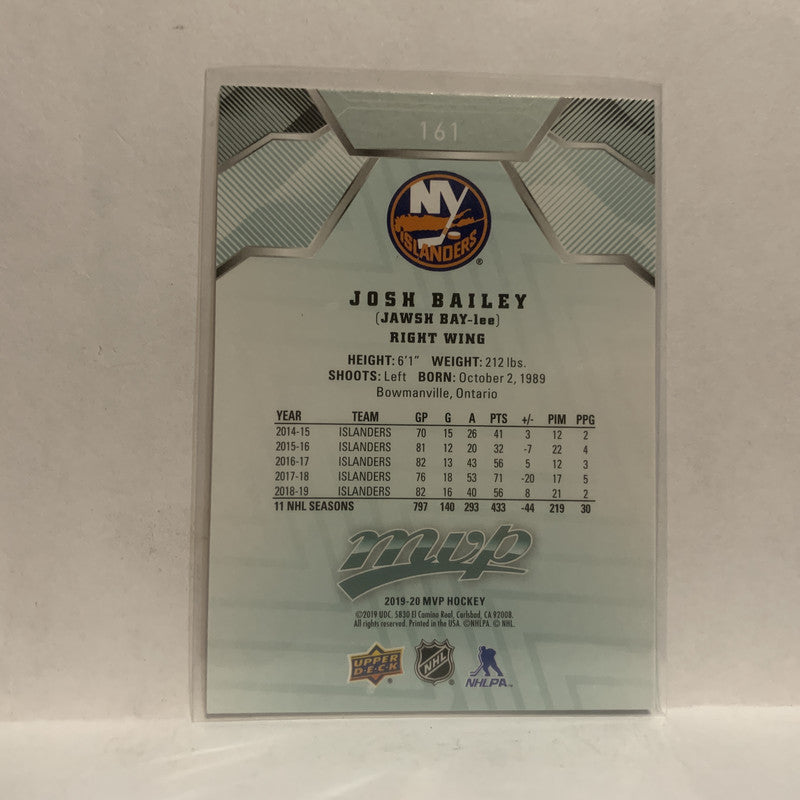 161
NY
ISLANDERS
®
JOSH BAILEY
(JAWSH BAY-lee)
RIGHT WING
HEIGHT: 6'1" WEIGHT: 212 lbs.
SHOOTS: Left BORN: October 2, 1989
Bowmanville, Ontario
YEAR TEAM GP G A PTS +/- PIM PPG
2014-15 ISLANDERS 70 15 26 41 3 12 2
2015-16 ISLANDERS 81 12 20 32 -7 22 4
2016-17 ISLANDERS 82 13 43 56 5 12 3
2017-18 ISLANDERS 76 18 53 71 -20 17 5
2018-19 ISLANDERS 82 16 40 56 8 21 2
11 NHL SEASONS 797 140 293 433 -44 219 30
mvp
2019-20 MVP HOCKEY
©2019 UDC. 5830 El Camino Real, Carlsbad, CA 92008.
All rights reserved. Printed in the USA. ©NHLPA. © NHL.
UPPER DECK NHL NHLPA